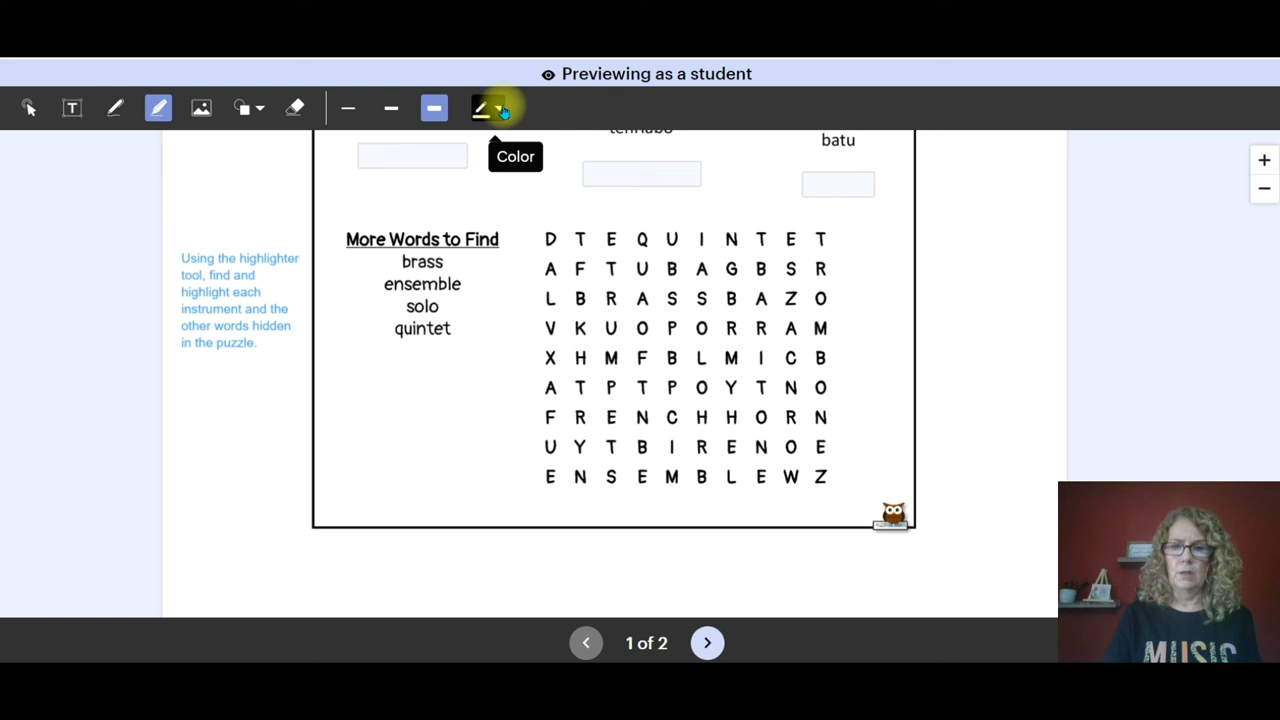 Previewing as a student
T
Color
batu
More Words to Find
brass
ensemble
solo
quintet
Using the highlighter
tool, find and
highlight each
instrument and the
other words hidden
in the puzzle.
D T E Q U I N T E T
A F T U B A G B S R
L B R A S S B A Z O
V K U O P O R R A M
X H M F B L M I C B
A T P T P O Y T N O
F R E N C H H O R N
U Y T B I R E N O E
E N S E M B L E W Z
1 of 2
MUSIC